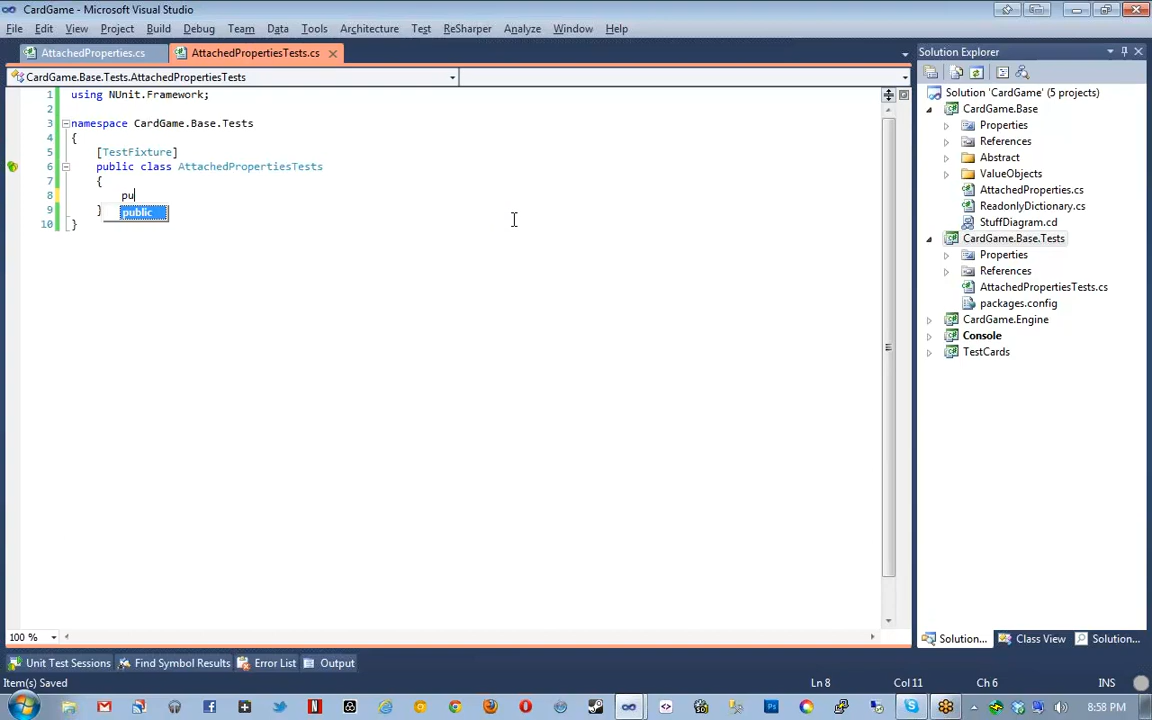 CardGame - Microsoft Visual Studio
File Edit View Project Build Debug Team Data Tools Architecture Test ReSharper Analyze Window Help
AttachedProperties.cs AttachedPropertiesTests.cs
CardGame.Base.Tests.AttachedPropertiesTests
1 using NUnit.Framework;
2
3 namespace CardGame.Base.Tests
4 {
5 [TestFixture]
6 public class AttachedPropertiesTests
7 {
8 pu
public
9 }
10 }
100 %
Solution Explorer
Solution 'CardGame' (5 projects)
CardGame.Base
Properties
References
Abstract
ValueObjects
AttachedProperties.cs
ReadonlyDictionary.cs
StuffDiagram.cd
CardGame.Base.Tests
Properties
References
AttachedPropertiesTests.cs
packages.config
CardGame.Engine
Console
TestCards
Solution... Class View Solution...
Unit Test Sessions Find Symbol Results Error List Output
Item(s) Saved Ln 8 Col 11 Ch 6 INS
8:58 PM